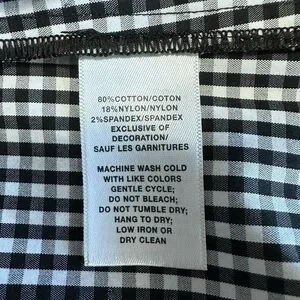 80%COTTON/COTON
18%NYLON/NYLON
2%SPANDEX/SPANDEX
EXCLUSIVE OF
DECORATION/
SAUF LES GARNITURES
MACHINE WASH COLD
WITH LIKE COLORS
GENTLE CYCLE;
DO NOT BLEACH;
DO NOT TUMBLE DRY;
HANG TO DRY;
LOW IRON OR
DRY CLEAN